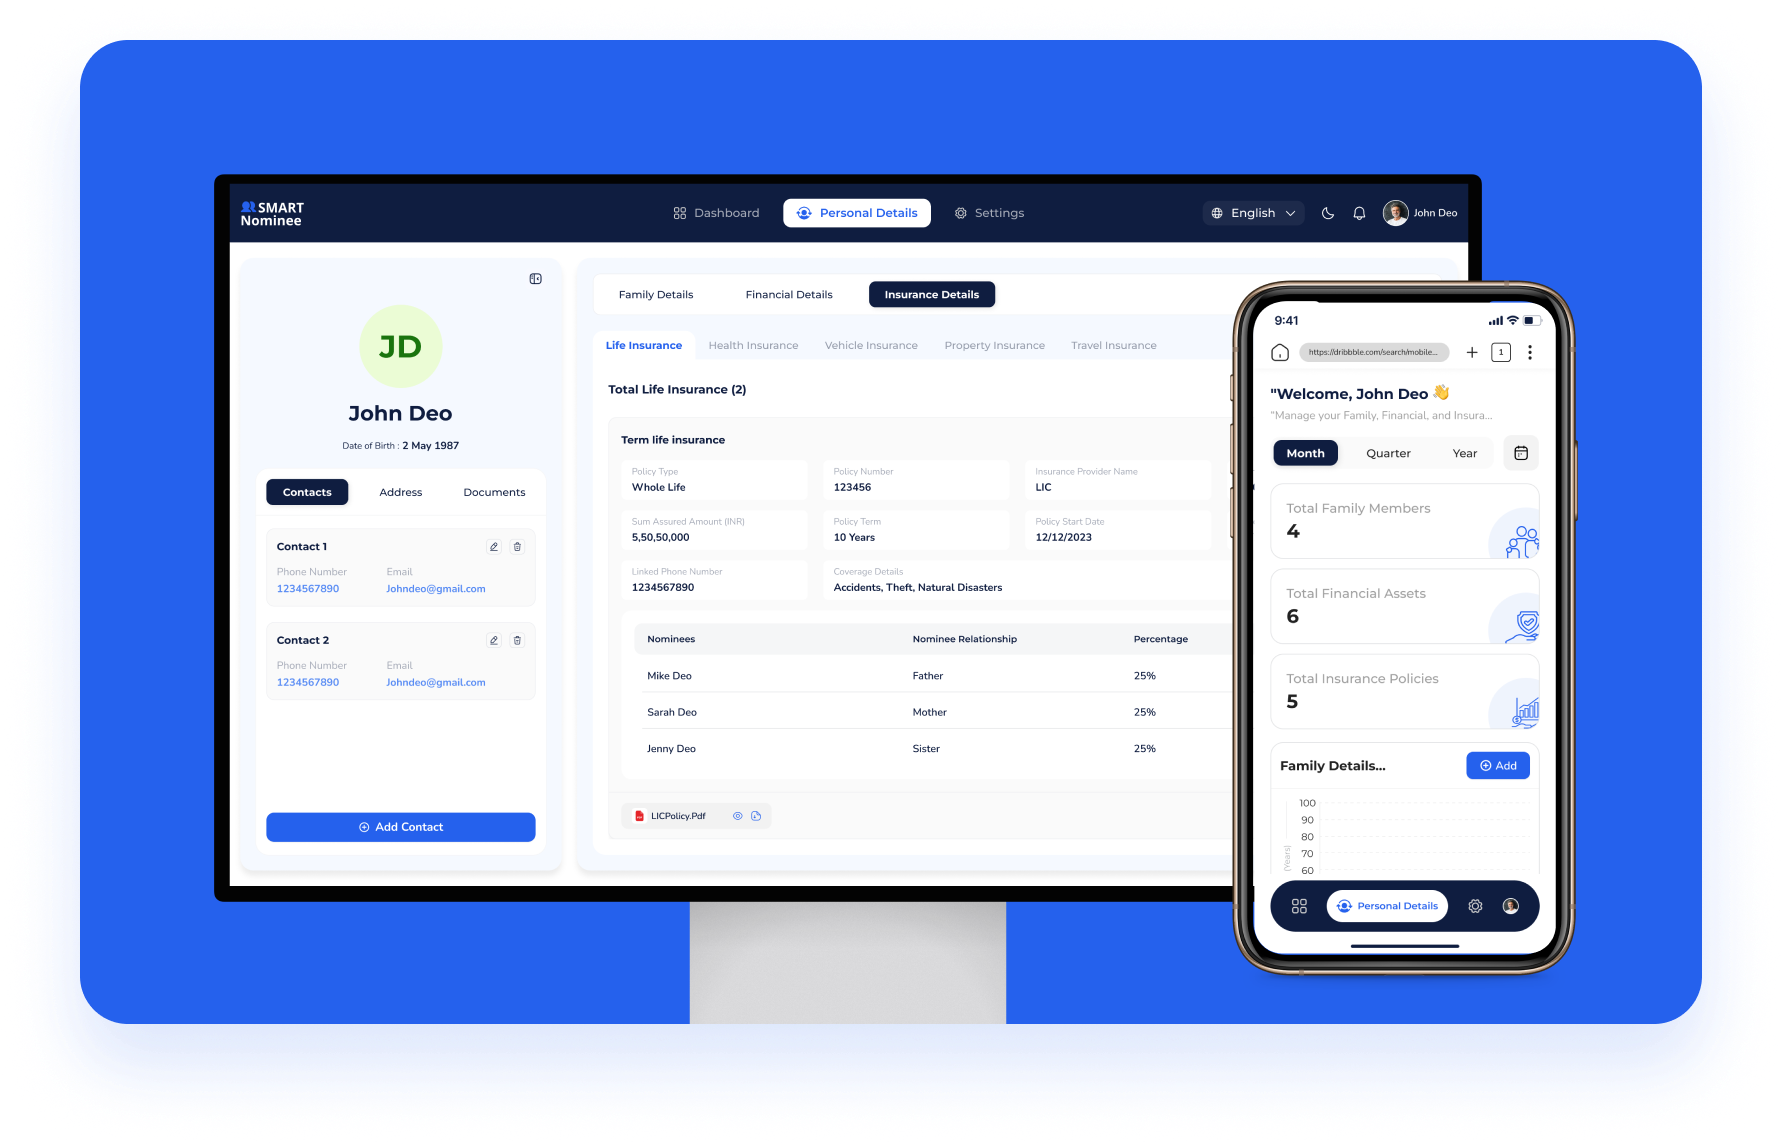 SMART
Nominee
Dashboard
Personal Details
Settings
English
John Deo
JD
John Deo
Date of Birth : 2 May 1987
Contacts
Address
Documents
Contact 1
Phone Number
Email
1234567890
Johndeo@gmail.com
Contact 2
Phone Number
Email
1234567890
Johndeo@gmail.com
Add Contact
Family Details
Financial Details
Insurance Details
Life Insurance
Health Insurance
Vehicle Insurance
Property Insurance
Travel Insurance
Total Life Insurance (2)
Term life insurance
Policy Type
Whole Life
Policy Number
123456
Insurance Provider Name
LIC
Sum Assured Amount (INR)
5,50,50,000
Policy Term
10 Years
Policy Start Date
12/12/2023
Linked Phone Number
1234567890
Coverage Details
Accidents, Theft, Natural Disasters
Nominees
Nominee Relationship
Percentage
Mike Deo
Father
25%
Sarah Deo
Mother
25%
Jenny Deo
Sister
25%
LICPolicy.Pdf
9:41
https://dribbble.com/search/mobile...
1
"Welcome, John Deo 👋
"Manage your Family, Financial, and Insura...
Month
Quarter
Year
Total Family Members
4
Total Financial Assets
6
Total Insurance Policies
5
Family Details...
Add
100
90
80
70
60
(Years)
Personal Details